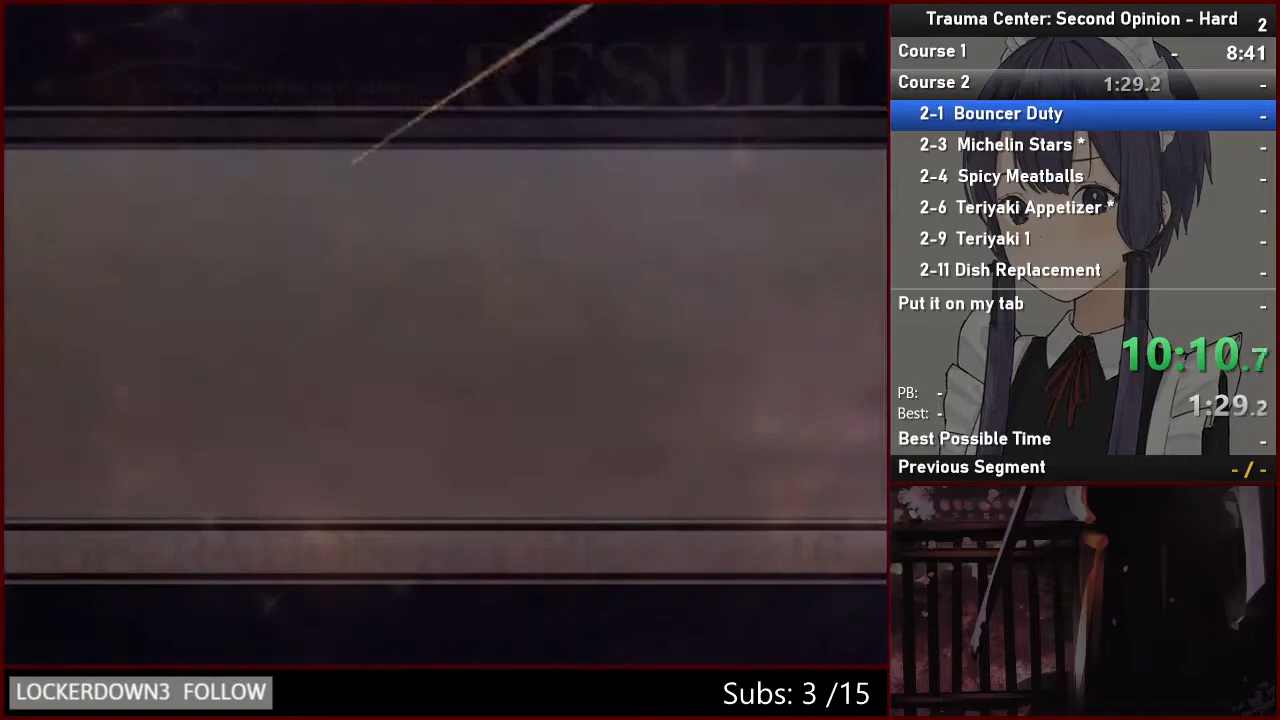 RESULT
Trauma Center: Second Opinion - Hard 2
Course 1 - 8:41
Course 2 1:29.2 -
2-1 Bouncer Duty -
2-3 Michelin Stars * -
2-4 Spicy Meatballs -
2-6 Teriyaki Appetizer * -
2-9 Teriyaki 1 -
2-11 Dish Replacement -
Put it on my tab -
10:10.7
PB: -
1:29.2
Best: -
Best Possible Time -
Previous Segment - / -
LOCKERDOWN3 FOLLOW
Subs: 3 /15